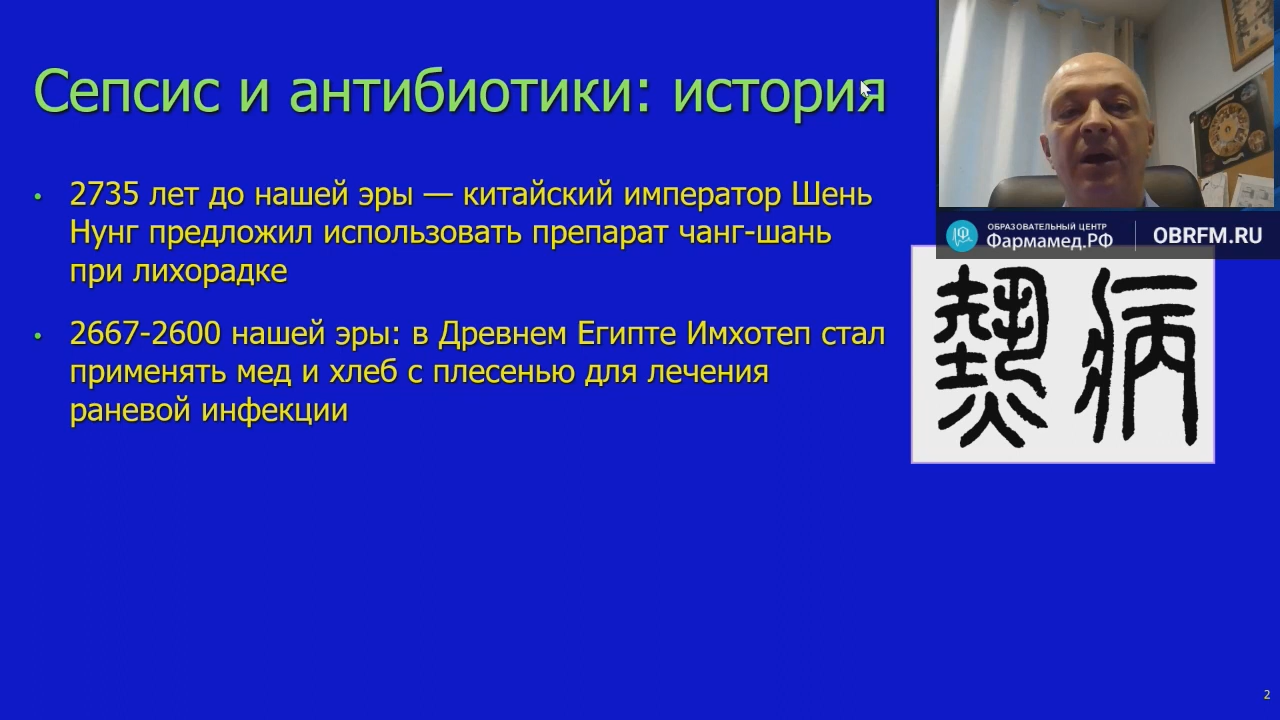 Сепсис и антибиотики: история
• 2735 лет до нашей эры — китайский император Шень
Нунг предложил использовать препарат чанг-шань
при лихорадке
• 2667-2600 нашей эры: в Древнем Египте Имхотеп стал
применять мед и хлеб с плесенью для лечения
раневой инфекции
ОБРАЗОВАТЕЛЬНЫЙ ЦЕНТР
Фармамед.РФ
OBRFM.RU
熱病
2